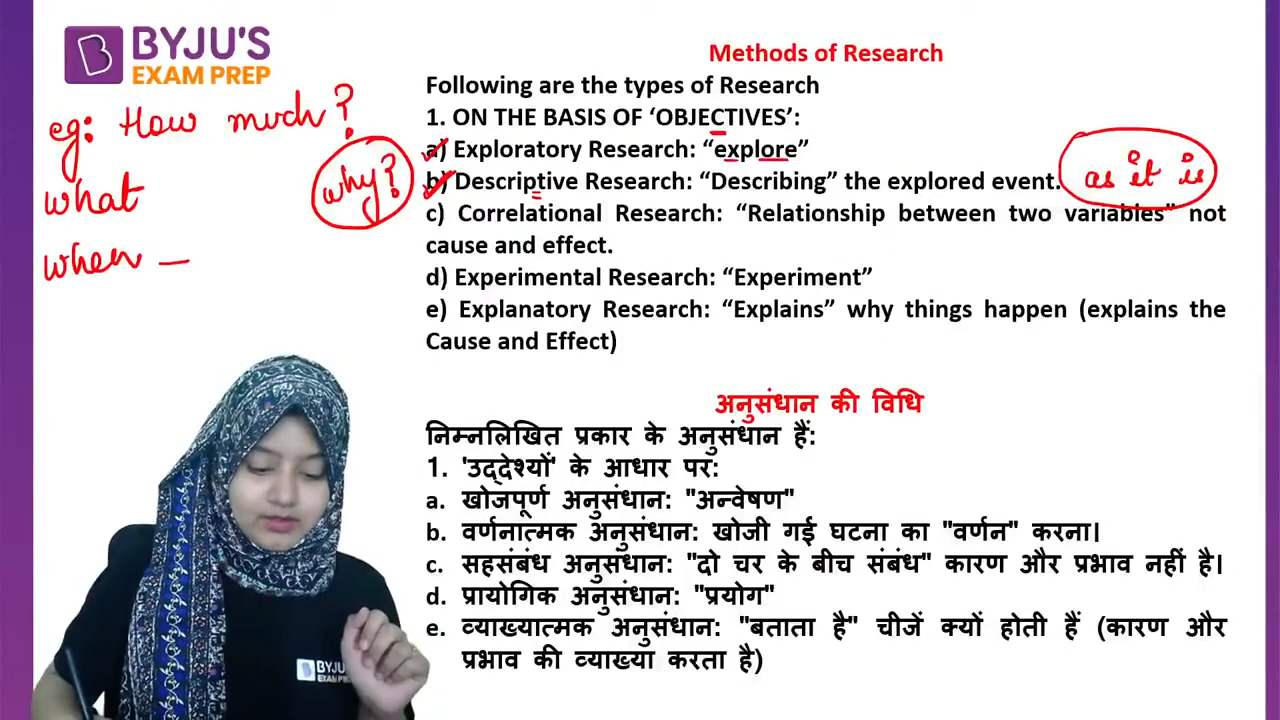 BYJU'S
EXAM PREP
eg: How much?
what
when —
why?
as it is
Methods of Research
Following are the types of Research
1. ON THE BASIS OF ‘OBJECTIVES’:
a) Exploratory Research: “explore”
b) Descriptive Research: “Describing” the explored event.
c) Correlational Research: “Relationship between two variables” not
cause and effect.
d) Experimental Research: “Experiment”
e) Explanatory Research: “Explains” why things happen (explains the
Cause and Effect)
अनुसंधान की विधि
निम्नलिखित प्रकार के अनुसंधान हैं:
1. 'उद्देश्यों' के आधार पर:
a. खोजपूर्ण अनुसंधान: "अन्वेषण"
b. वर्णनात्मक अनुसंधान: खोजी गई घटना का "वर्णन" करना।
c. सहसंबंध अनुसंधान: "दो चर के बीच संबंध" कारण और प्रभाव नहीं है।
d. प्रायोगिक अनुसंधान: "प्रयोग"
e. व्याख्यात्मक अनुसंधान: "बताता है" चीजें क्यों होती हैं (कारण और
प्रभाव की व्याख्या करता है)
BYJU'S
EXAM PRE